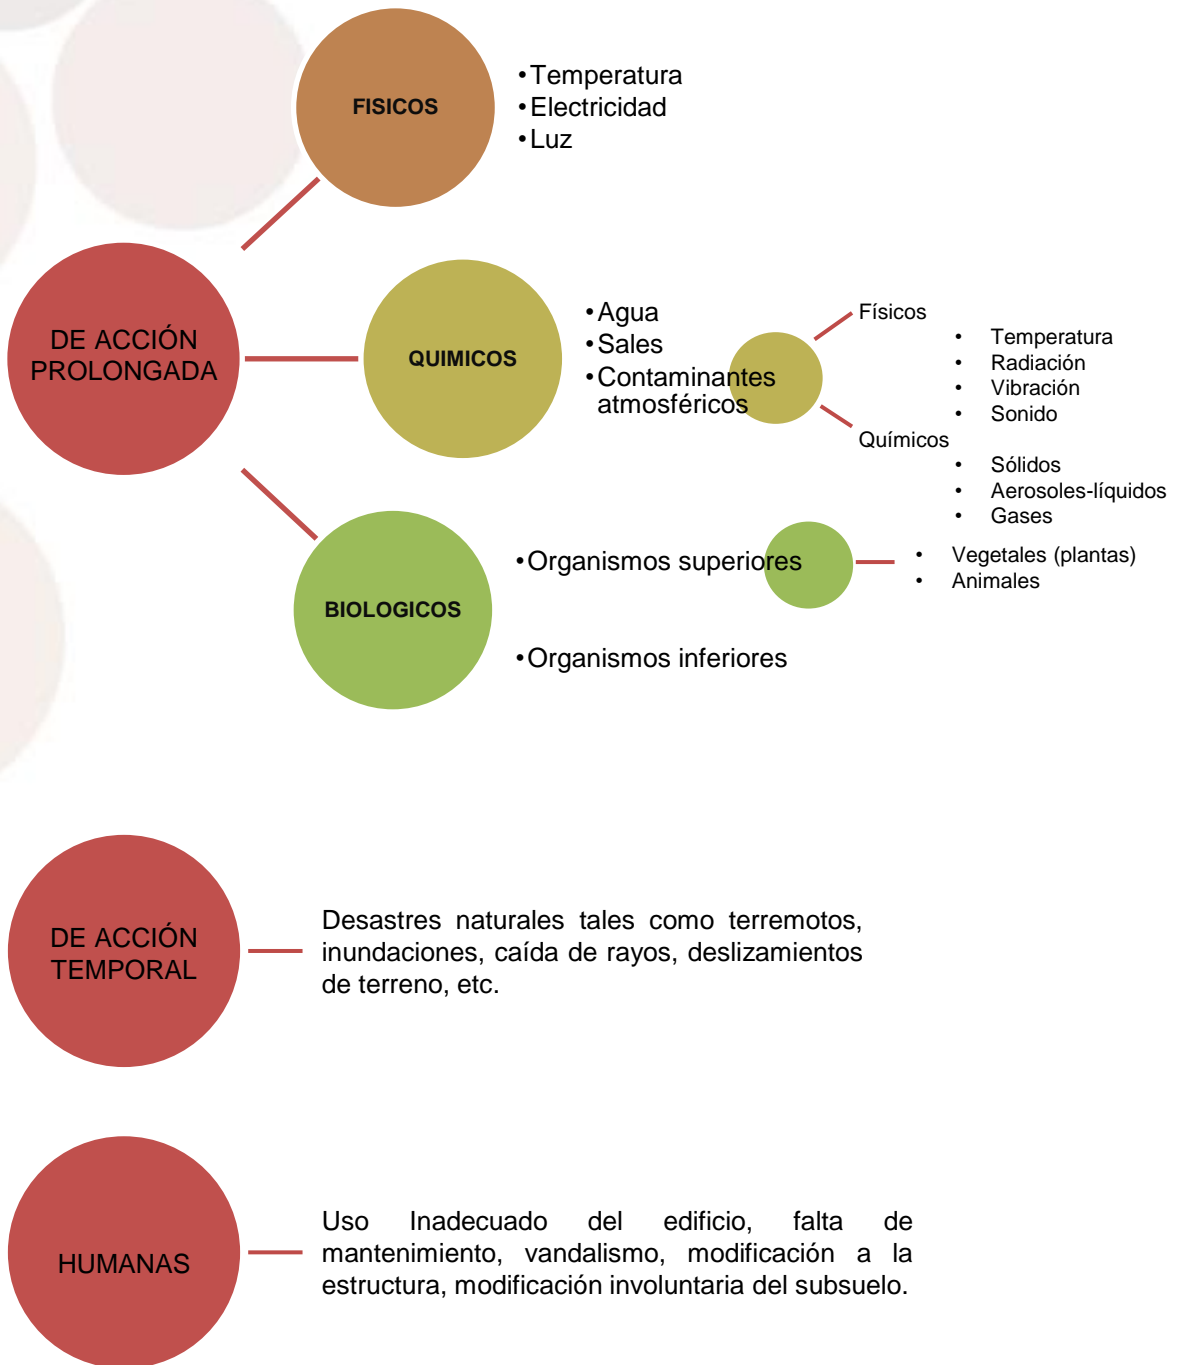 FISICOS
•Temperatura
•Electricidad
•Luz
DE ACCIÓN
PROLONGADA
QUIMICOS
•Agua
•Sales
•Contaminantes
atmosféricos
Físicos
• Temperatura
• Radiación
• Vibración
• Sonido
Químicos
• Sólidos
• Aerosoles-líquidos
• Gases
BIOLOGICOS
•Organismos superiores
• Vegetales (plantas)
• Animales
•Organismos inferiores
DE ACCIÓN
TEMPORAL
Desastres naturales tales como terremotos,
inundaciones, caída de rayos, deslizamientos
de terreno, etc.
HUMANAS
Uso Inadecuado del edificio, falta de
mantenimiento, vandalismo, modificación a la
estructura, modificación involuntaria del subsuelo.